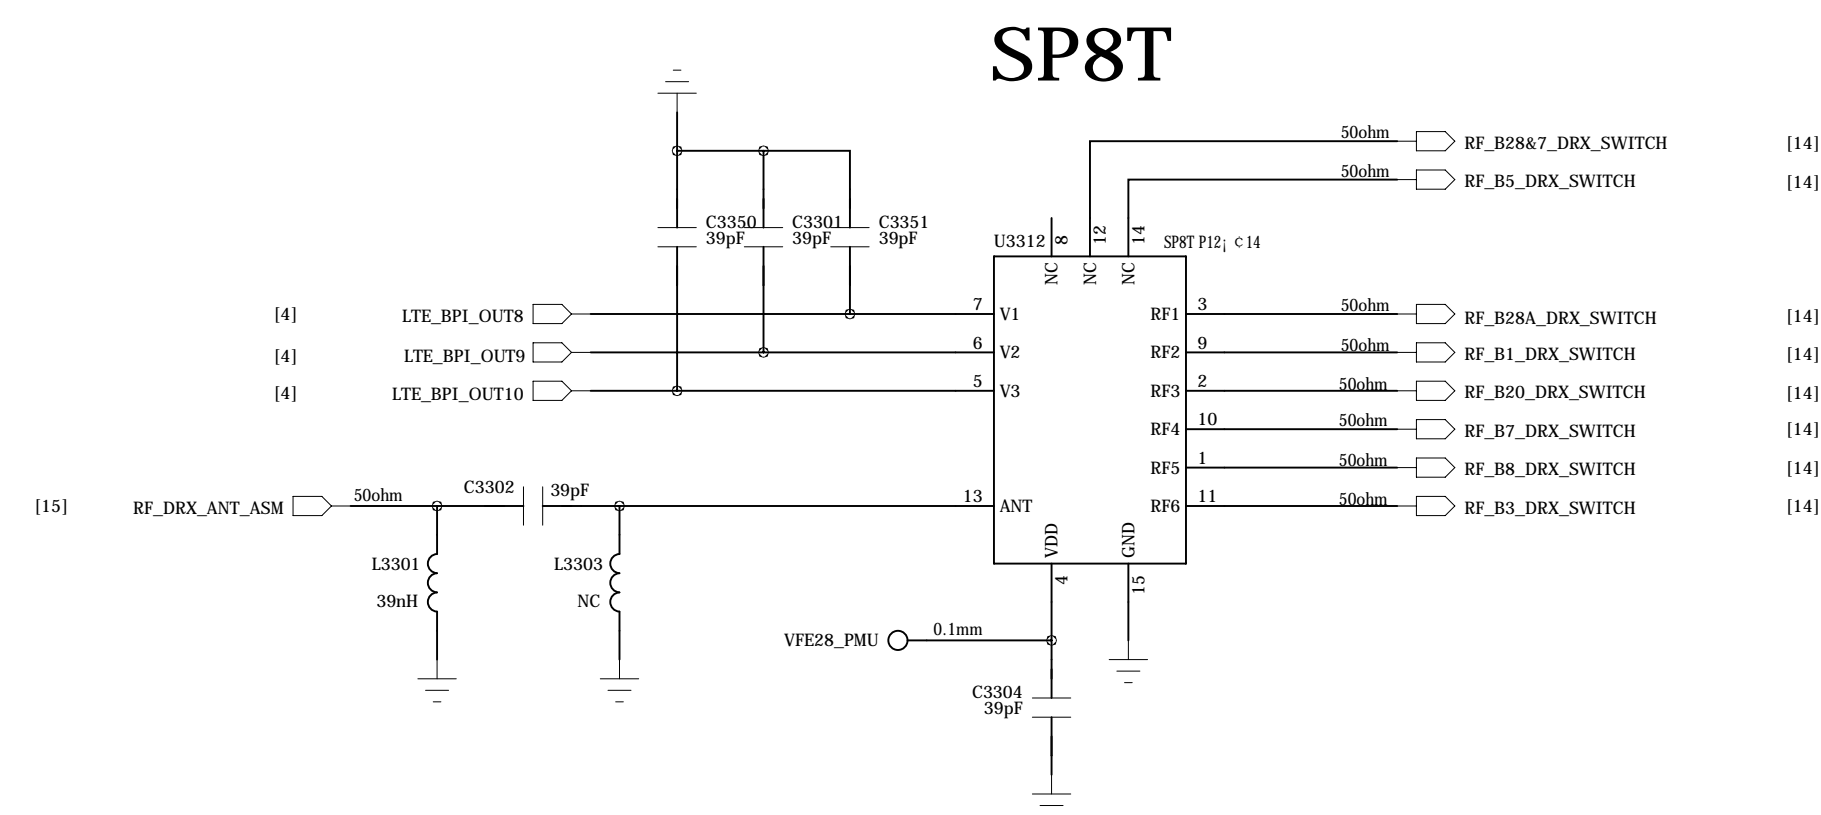 SP8T
50ohm RF_B28&7_DRX_SWITCH [14]
50ohm RF_B5_DRX_SWITCH [14]
C3350 C3301 C3351
39pF 39pF 39pF
U3312 8 12 14 SP8T P12¡ ¢14
NC NC NC
[4] LTE_BPI_OUT8 7 V1 RF1 3 50ohm RF_B28A_DRX_SWITCH [14]
[4] LTE_BPI_OUT9 6 V2 RF2 9 50ohm RF_B1_DRX_SWITCH [14]
[4] LTE_BPI_OUT10 5 V3 RF3 2 50ohm RF_B20_DRX_SWITCH [14]
RF4 10 50ohm RF_B7_DRX_SWITCH [14]
RF5 1 50ohm RF_B8_DRX_SWITCH [14]
[15] RF_DRX_ANT_ASM 50ohm C3302 39pF 13 ANT RF6 11 50ohm RF_B3_DRX_SWITCH [14]
VDD GND
L3301 L3303 4 15
39nH NC
VFE28_PMU 0.1mm
C3304
39pF